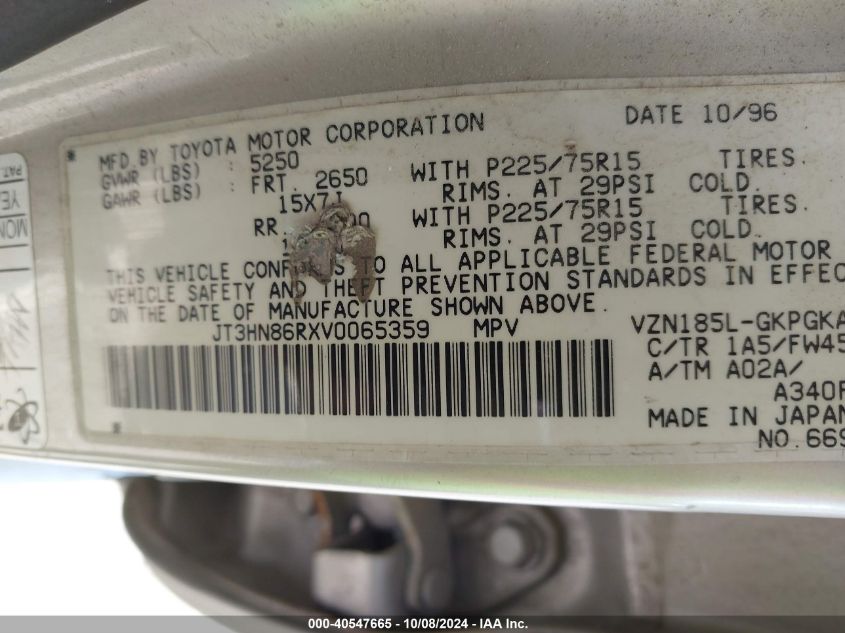 DATE 10/96
MFD.BY TOYOTA MOTOR CORPORATION
GVWR (LBS) : 5250
GAWR (LBS) : FRT. 2650 WITH P225/75R15 TIRES.
15X7J RIMS. AT 29PSI COLD.
RR. WITH P225/75R15 TIRES.
RIMS. AT 29PSI COLD.
THIS VEHICLE TO ALL APPLICABLE FEDERAL MOTOR
VEHICLE SAFETY AND THEFT PREVENTION STANDARDS IN EFFEC
ON THE DATE OF MANUFACTURE SHOWN ABOVE.
JT3HN86RXV0065359 MPV
VZN185L-GKPGKA
C/TR 1A5/FW45
A/TM A02A/
A340F
MADE IN JAPAN
NO.669
PAT.
YE
MON
000-40547665 - 10/08/2024 - IAA Inc.